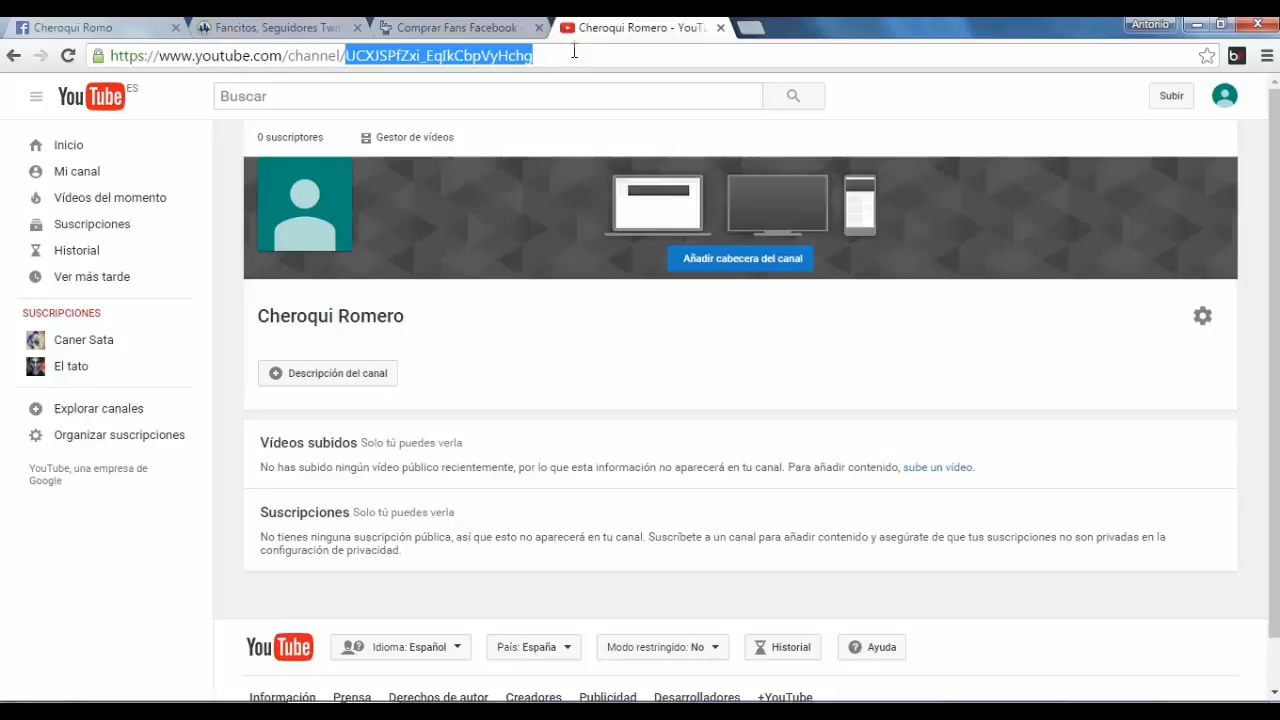 Cheroqui Romo
Fancitos, Seguidores Twitter
Comprar Fans Facebook -
Cheroqui Romero - YouTu
Antonio
https://www.youtube.com/channel/UCXJSPfZxi_EqIkCbpVyHchg
YouTube ES
Buscar
Subir
0 suscriptores
Gestor de vídeos
Inicio
Mi canal
Vídeos del momento
Suscripciones
Historial
Ver más tarde
SUSCRIPCIONES
Caner Sata
El tato
Explorar canales
Organizar suscripciones
YouTube, una empresa de
Google
Añadir cabecera del canal
Cheroqui Romero
Descripción del canal
Vídeos subidos Solo tú puedes verla
No has subido ningún vídeo público recientemente, por lo que esta información no aparecerá en tu canal. Para añadir contenido, sube un vídeo.
Suscripciones Solo tú puedes verla
No tienes ninguna suscripción pública, así que esto no aparecerá en tu canal. Suscríbete a un canal para añadir contenido y asegúrate de que tus suscripciones no son privadas en la
configuración de privacidad.
YouTube
Idioma: Español
País: España
Modo restringido: No
Historial
Ayuda
Información Prensa Derechos de autor Creadores Publicidad Desarrolladores +YouTube